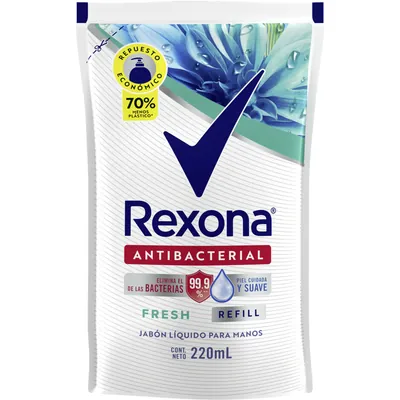 REPUESTO
ECONÓMICO
70%
MENOS
PLÁSTICO*
Rexona®
ANTIBACTERIAL
ELIMINA EL
DE LAS BACTERIAS
99.9
%**
PIEL CUIDADA
Y SUAVE
FRESH
REFILL
JABÓN LÍQUIDO PARA MANOS
CONT.
NETO
220mL